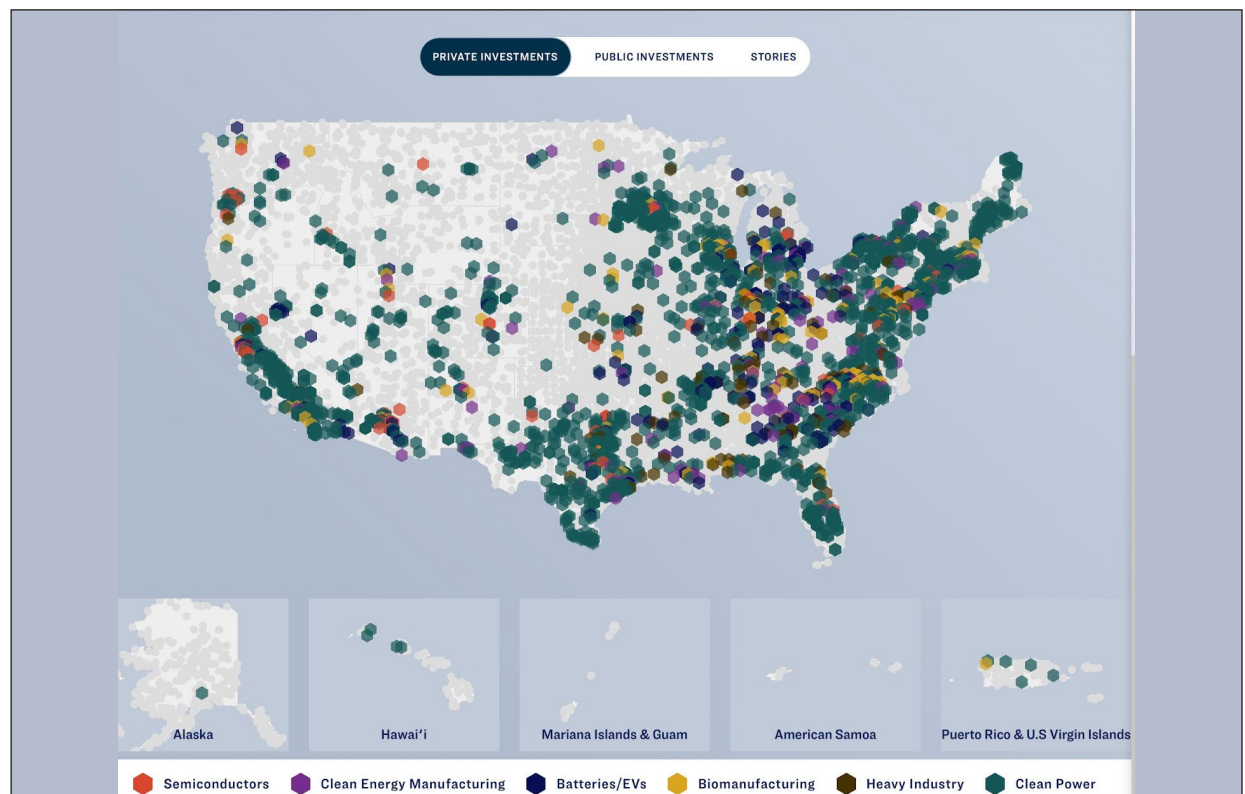 PRIVATE INVESTMENTS PUBLIC INVESTMENTS STORIES
Alaska Hawai‘i Mariana Islands & Guam American Samoa Puerto Rico & U.S Virgin Islands
Semiconductors Clean Energy Manufacturing Batteries/EVs Biomanufacturing Heavy Industry Clean Power